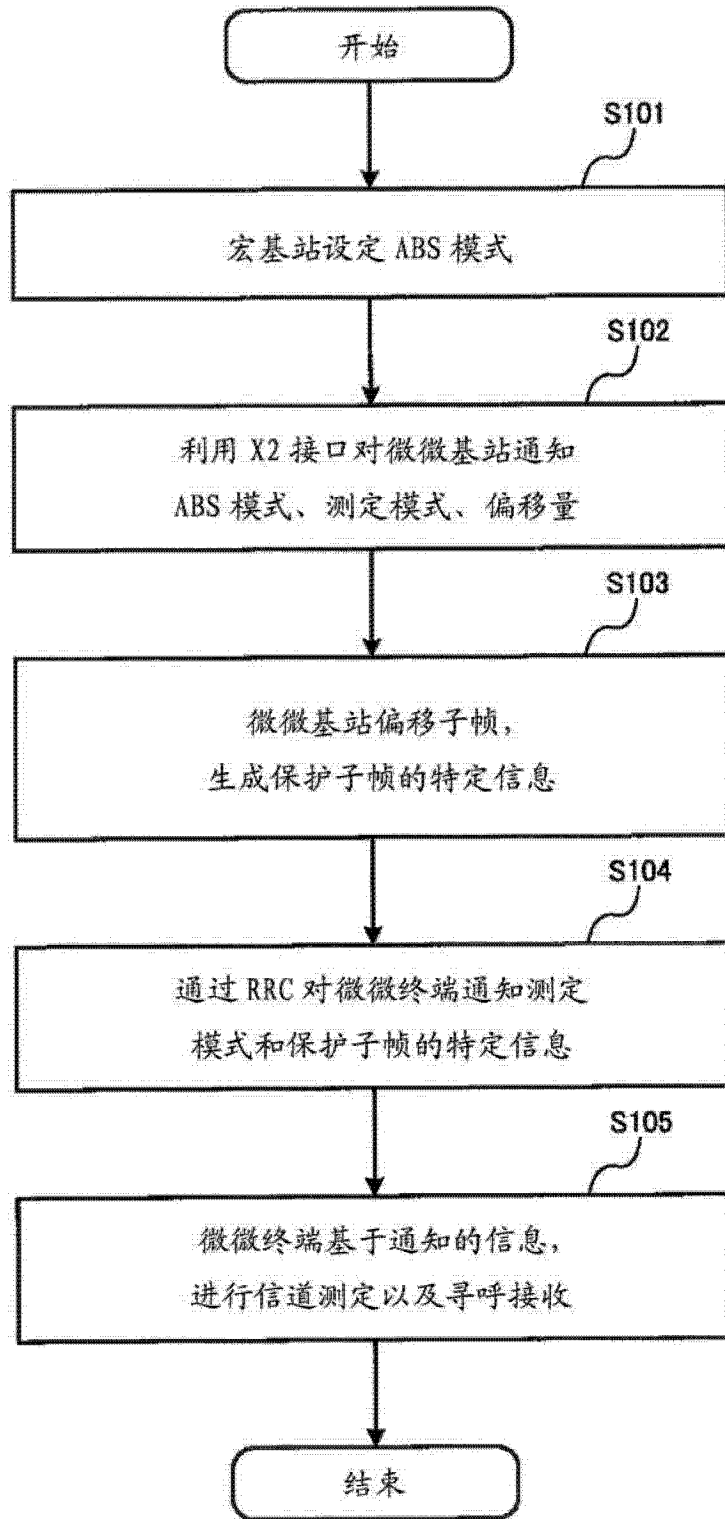 开始
S101
宏基站设定 ABS 模式
S102
利用 X2 接口对微微基站通知
ABS 模式、测定模式、偏移量
S103
微微基站偏移子帧，
生成保护子帧的特定信息
S104
通过 RRC 对微微终端通知测定
模式和保护子帧的特定信息
S105
微微终端基于通知的信息，
进行信道测定以及寻呼接收
结束